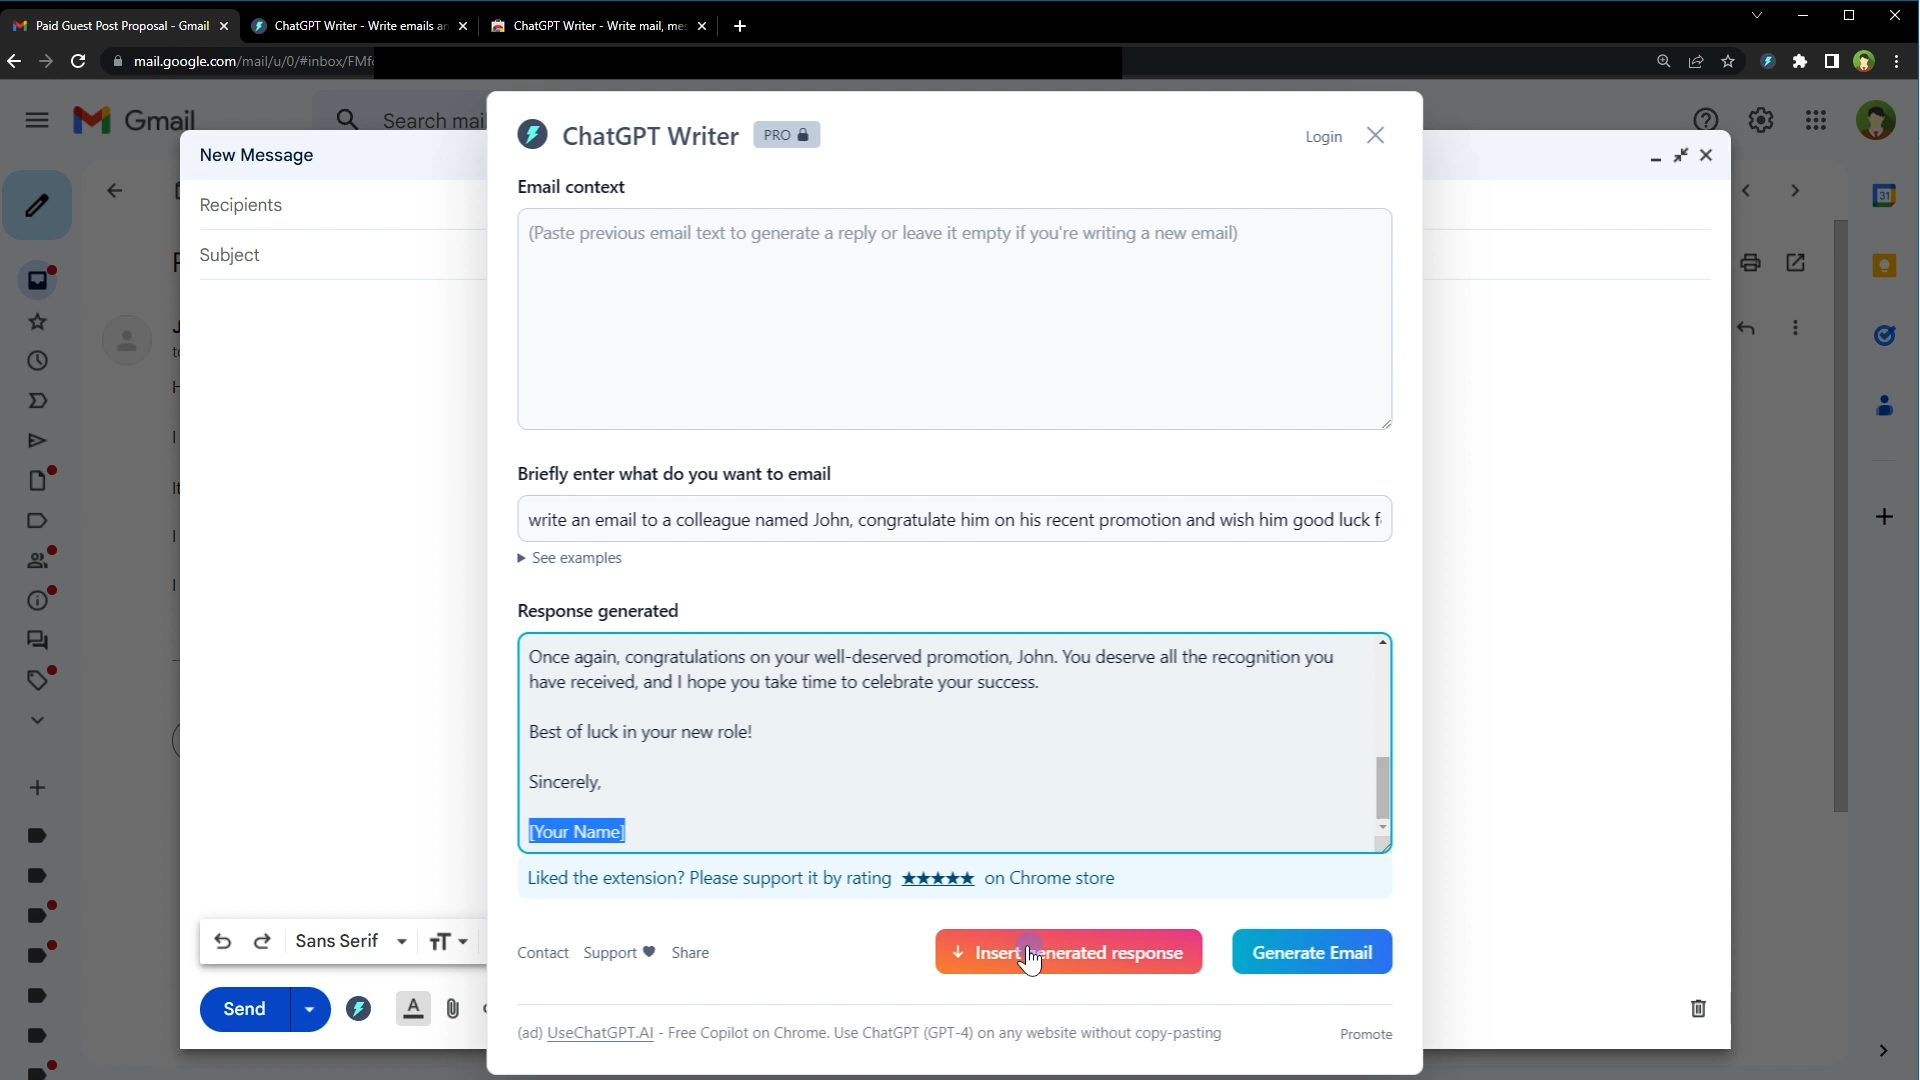 Paid Guest Post Proposal - Gmail
ChatGPT Writer - Write emails an
ChatGPT Writer - Write mail, mes
mail.google.com/mail/u/0/#inbox/FMfc
Gmail
Search mail
New Message
Recipients
Subject
ChatGPT Writer
PRO
Login
Email context
(Paste previous email text to generate a reply or leave it empty if you're writing a new email)
Briefly enter what do you want to email
write an email to a colleague named John, congratulate him on his recent promotion and wish him good luck f
See examples
Response generated
Once again, congratulations on your well-deserved promotion, John. You deserve all the recognition you
have received, and I hope you take time to celebrate your success.
Best of luck in your new role!
Sincerely,
[Your Name]
Liked the extension? Please support it by rating ★★★★★ on Chrome store
Sans Serif
Contact
Support
Share
Insert generated response
Generate Email
Send
(ad) UseChatGPT.AI - Free Copilot on Chrome. Use ChatGPT (GPT-4) on any website without copy-pasting
Promote
31